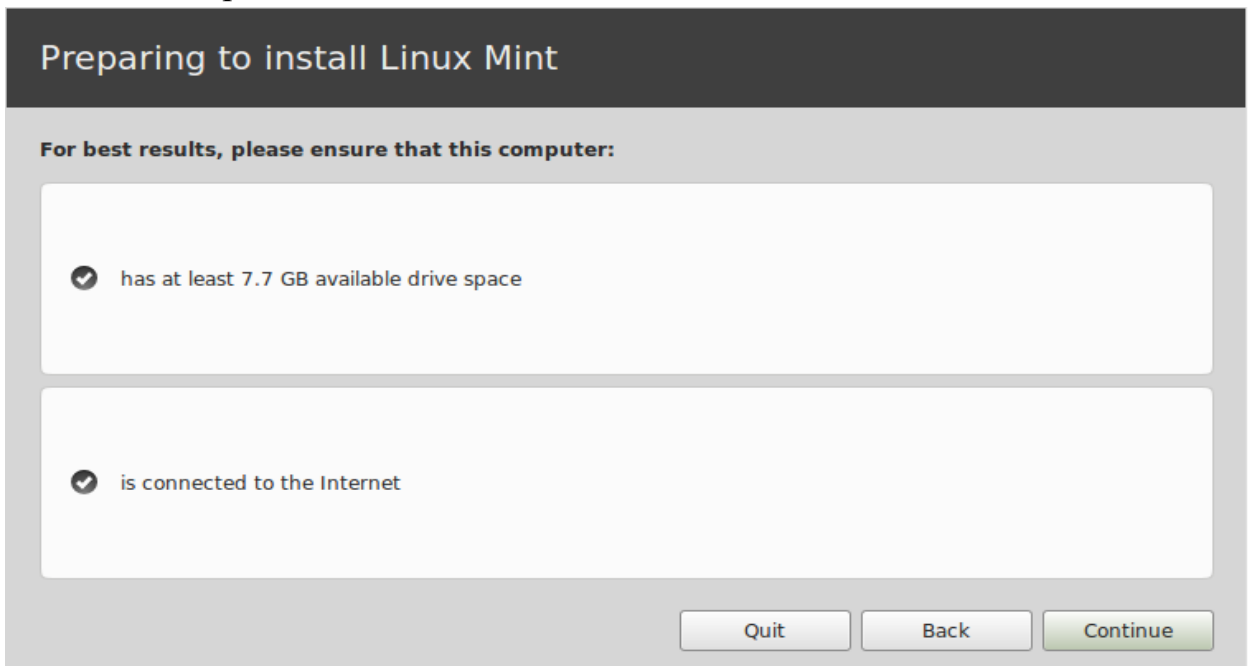 Preparing to install Linux Mint
For best results, please ensure that this computer:
has at least 7.7 GB available drive space
is connected to the Internet
Quit Back Continue